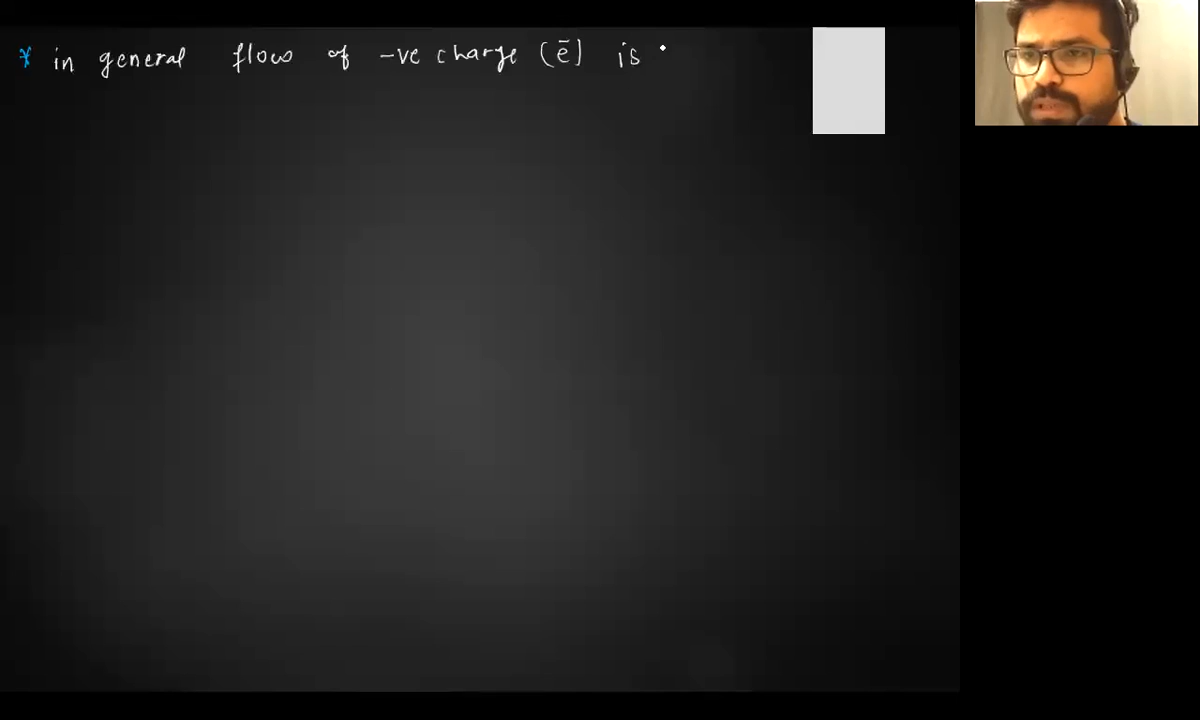 * in general flow of -ve charge (ē) is